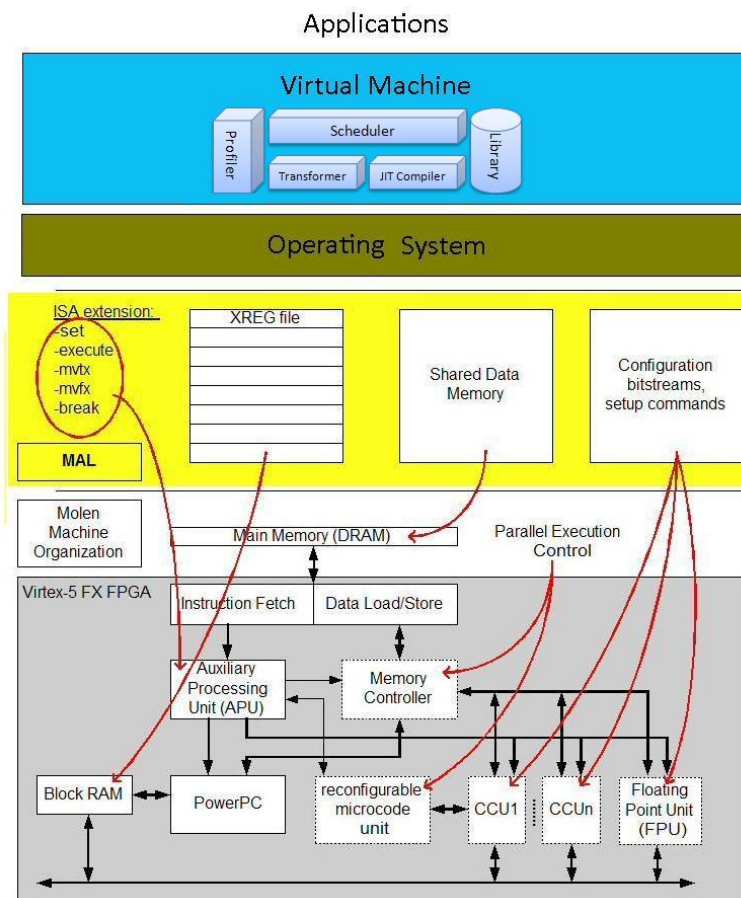 Applications
Virtual Machine
Profiler
Scheduler
Transformer
JIT Compiler
Library
Operating System
ISA extension:
-set
-execute
-mvtx
-mvfx
-break
MAL
XREG file
Shared Data
Memory
Configuration
bitstreams,
setup commands
Molen
Machine
Organization
Main Memory (DRAM)
Parallel Execution
Control
Virtex-5 FX FPGA
Instruction Fetch
Data Load/Store
Auxiliary
Processing
Unit (APU)
Memory
Controller
Block RAM
PowerPC
reconfigurable
microcode
unit
CCU1
CCUn
Floating
Point Unit
(FPU)